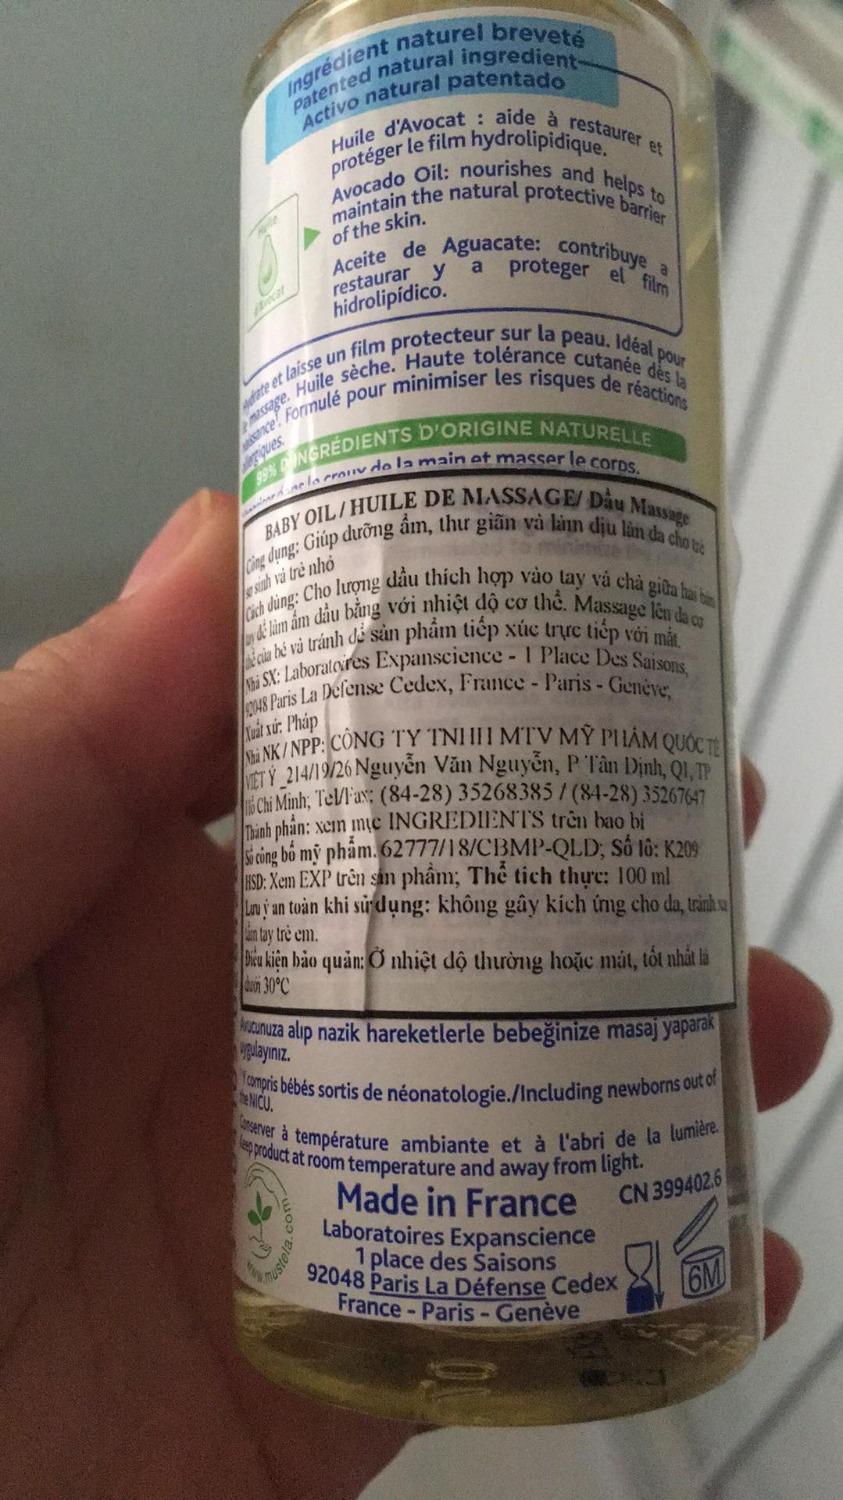 Ingrédient naturel breveté
Patented natural ingredient
Activo natural patentado
Huile d'Avocat : aide à restaurer et
protéger le film hydrolipidique.
Avocado Oil: nourishes and helps to
maintain the natural protective barrier
of the skin.
Aceite de Aguacate: contribuye a
restaurar y a proteger el film
hidrolipídico.
Huile
d'Avocat
Hydrate et laisse un film protecteur sur la peau. Idéal pour
le massage. Huile sèche. Haute tolérance cutanée dès la
naissance¹. Formulé pour minimiser les risques de réactions
allergiques.
99% D'INGRÉDIENTS D'ORIGINE NATURELLE
le creux de la main et masser le corps.
BABY OIL / HUILE DE MASSAGE/ Dầu Massage
Công dụng: Giúp dưỡng ẩm, thư giãn và làm dịu làn da cho trẻ
sơ sinh và trẻ nhỏ
Cách dùng: Cho lượng dầu thích hợp vào tay và chà giữa hai bàn
tay để làm ấm dầu bằng với nhiệt độ cơ thể. Massage lên da cơ
thể của bé và tránh để sản phẩm tiếp xúc trực tiếp với mắt.
Nhà SX: Laboratoires Expanscience - 1 Place Des Saisons,
92048 Paris La Défense Cedex, France - Paris - Genève;
Xuất xứ: Pháp
Nhà NK / NPP: CÔNG TY TNHH MTV MỸ PHẨM QUỐC TẾ
VIỆT Ý _214/19/26 Nguyễn Văn Nguyễn, P Tân Định, Q1, TP
Hồ Chí Minh; Tel/Fax: (84-28) 35268385 / (84-28) 35267647
Thành phần: xem mục INGREDIENTS trên bao bì
Số công bố mỹ phẩm: 62777/18/CBMP-QLD; Số lô: K209
HSD: Xem EXP trên sản phẩm; Thể tích thực: 100 ml
Lưu ý an toàn khi sử dụng: không gây kích ứng cho da, tránh xa
tầm tay trẻ em.
Điều kiện bảo quản: Ở nhiệt độ thường hoặc mát, tốt nhất là
dưới 30°C
Avucunuza alıp nazik hareketlerle bebeğinize masaj yaparak
uygulayınız.
¹Y compris bébés sortis de néonatologie./Including newborns out of
the NICU.
Conserver à température ambiante et à l'abri de la lumière.
Keep product at room temperature and away from light.
Made in France
CN 399402.6
Laboratoires Expanscience
1 place des Saisons
92048 Paris La Défense Cedex
France - Paris - Genève
www.mustela.com
6M